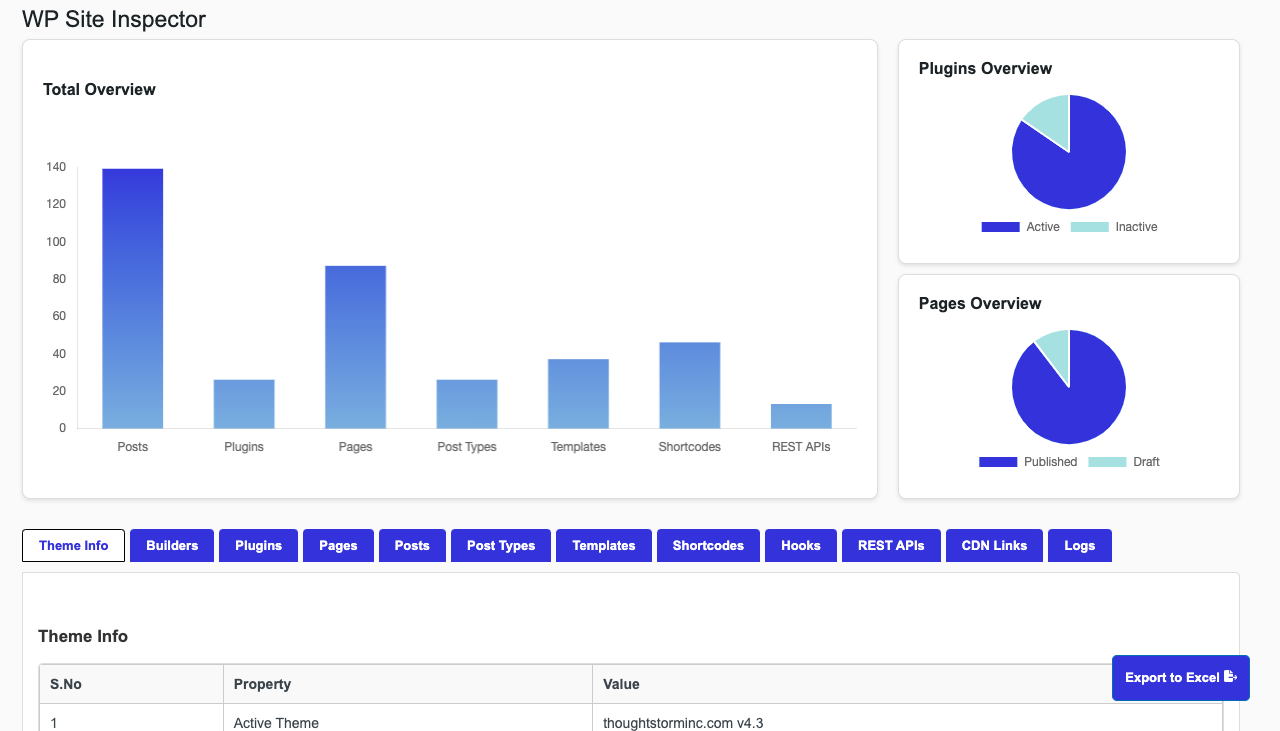 WP Site Inspector
Total Overview
140
120
100
80
60
40
20
0
Posts Plugins Pages Post Types Templates Shortcodes REST APIs
Plugins Overview
Active Inactive
Pages Overview
Published Draft
Theme Info Builders Plugins Pages Posts Post Types Templates Shortcodes Hooks REST APIs CDN Links Logs
Theme Info
Export to Excel
S.No Property Value
1 Active Theme thoughtstorminc.com v4.3